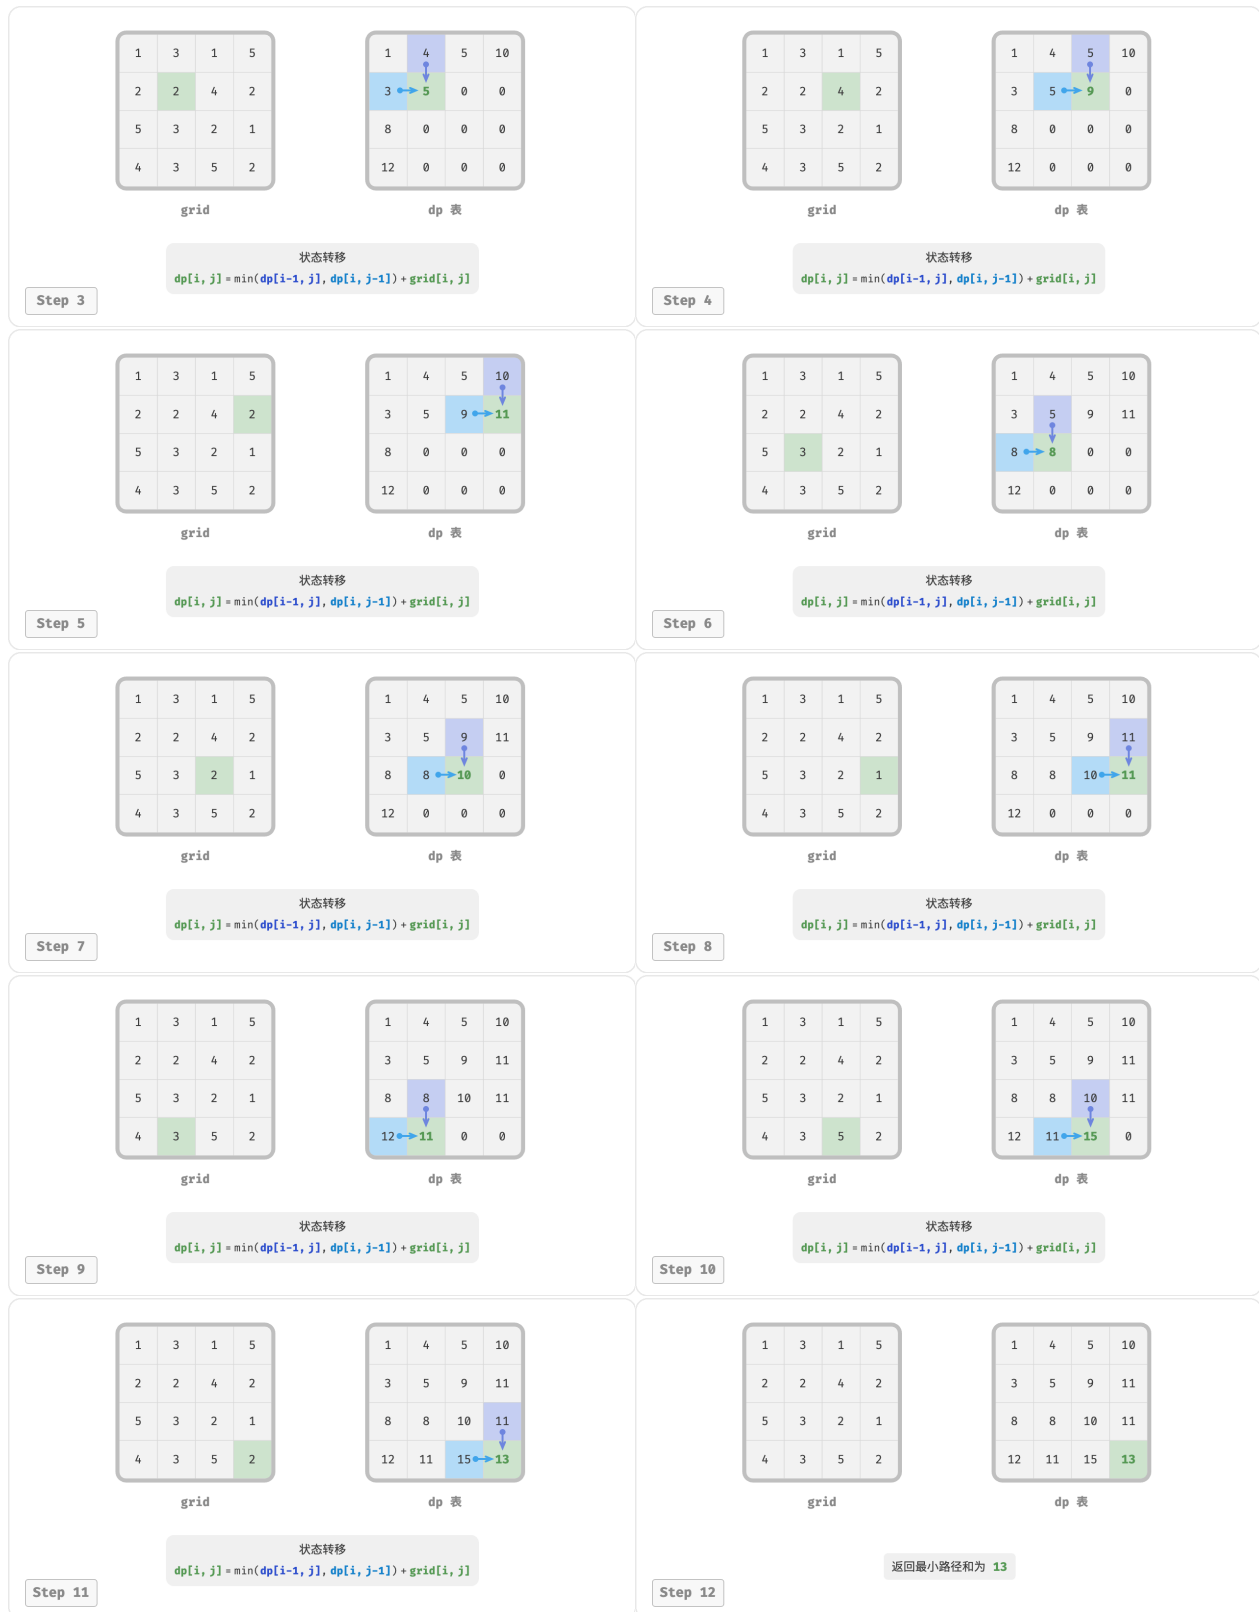 1 3 1 5 1 4 5 10
2 2 4 2 3 5 0 0
5 3 2 1 8 0 0 0
4 3 5 2 12 0 0 0
grid dp 表
状态转移
dp[i, j] = min(dp[i-1, j], dp[i, j-1]) + grid[i, j]
Step 3
1 3 1 5 1 4 5 10
2 2 4 2 3 5 9 0
5 3 2 1 8 0 0 0
4 3 5 2 12 0 0 0
grid dp 表
状态转移
dp[i, j] = min(dp[i-1, j], dp[i, j-1]) + grid[i, j]
Step 4
1 3 1 5 1 4 5 10
2 2 4 2 3 5 9 11
5 3 2 1 8 0 0 0
4 3 5 2 12 0 0 0
grid dp 表
状态转移
dp[i, j] = min(dp[i-1, j], dp[i, j-1]) + grid[i, j]
Step 5
1 3 1 5 1 4 5 10
2 2 4 2 3 5 9 11
5 3 2 1 8 8 0 0
4 3 5 2 12 0 0 0
grid dp 表
状态转移
dp[i, j] = min(dp[i-1, j], dp[i, j-1]) + grid[i, j]
Step 6
1 3 1 5 1 4 5 10
2 2 4 2 3 5 9 11
5 3 2 1 8 8 10 0
4 3 5 2 12 0 0 0
grid dp 表
状态转移
dp[i, j] = min(dp[i-1, j], dp[i, j-1]) + grid[i, j]
Step 7
1 3 1 5 1 4 5 10
2 2 4 2 3 5 9 11
5 3 2 1 8 8 10 11
4 3 5 2 12 0 0 0
grid dp 表
状态转移
dp[i, j] = min(dp[i-1, j], dp[i, j-1]) + grid[i, j]
Step 8
1 3 1 5 1 4 5 10
2 2 4 2 3 5 9 11
5 3 2 1 8 8 10 11
4 3 5 2 12 11 0 0
grid dp 表
状态转移
dp[i, j] = min(dp[i-1, j], dp[i, j-1]) + grid[i, j]
Step 9
1 3 1 5 1 4 5 10
2 2 4 2 3 5 9 11
5 3 2 1 8 8 10 11
4 3 5 2 12 11 15 0
grid dp 表
状态转移
dp[i, j] = min(dp[i-1, j], dp[i, j-1]) + grid[i, j]
Step 10
1 3 1 5 1 4 5 10
2 2 4 2 3 5 9 11
5 3 2 1 8 8 10 11
4 3 5 2 12 11 15 13
grid dp 表
状态转移
dp[i, j] = min(dp[i-1, j], dp[i, j-1]) + grid[i, j]
Step 11
1 3 1 5 1 4 5 10
2 2 4 2 3 5 9 11
5 3 2 1 8 8 10 11
4 3 5 2 12 11 15 13
grid dp 表
返回最小路径和为 13
Step 12